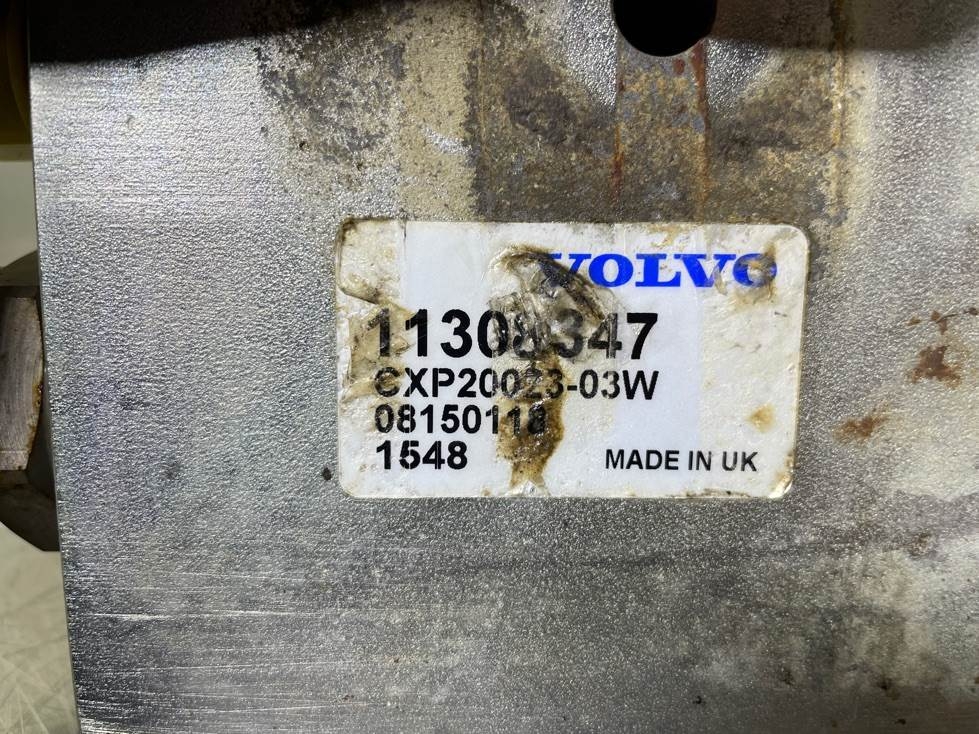 VOLVO
11308347
CXP20023-03W
08150118
1548
MADE IN UK